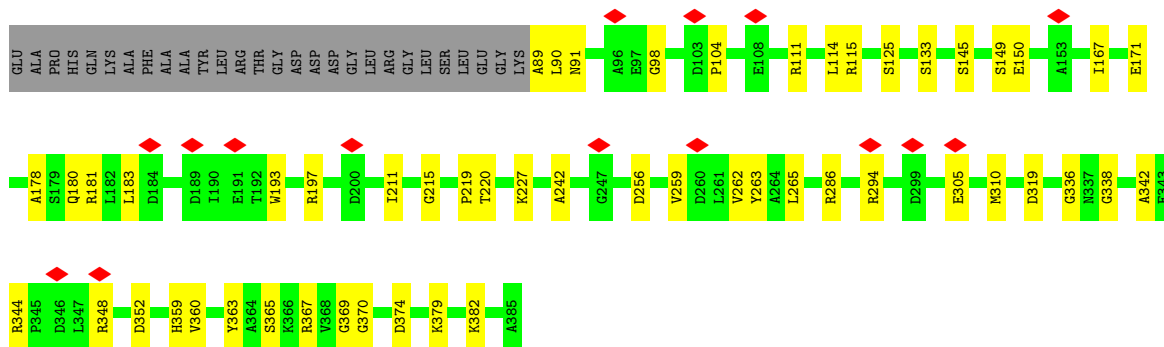 GLU ALA PRO HIS GLN LYS ALA PHE ALA ALA TYR LEU ARG THR GLY ASP ASP ASP GLY LEU ARG GLY LEU SER LEU GLU GLY LYS A89 L90 N91 A96 E97 G98 D103 P104 E108 R111 L114 R115 S125 S133 S145 S149 E150 A153 I167 E171
A178 S179 Q180 R181 L182 L183 D184 D189 I190 E191 T192 W193 R197 D200 I211 G215 P219 T220 K227 A242 G247 D256 V259 D260 L261 V262 Y263 A264 L265 R286 R294 D299 E305 M310 D319 G336 N337 G338 A342 E343
R344 P345 D346 L347 R348 D352 H359 V360 Y363 A364 S365 K366 R367 V368 G369 G370 D374 K379 K382 A385